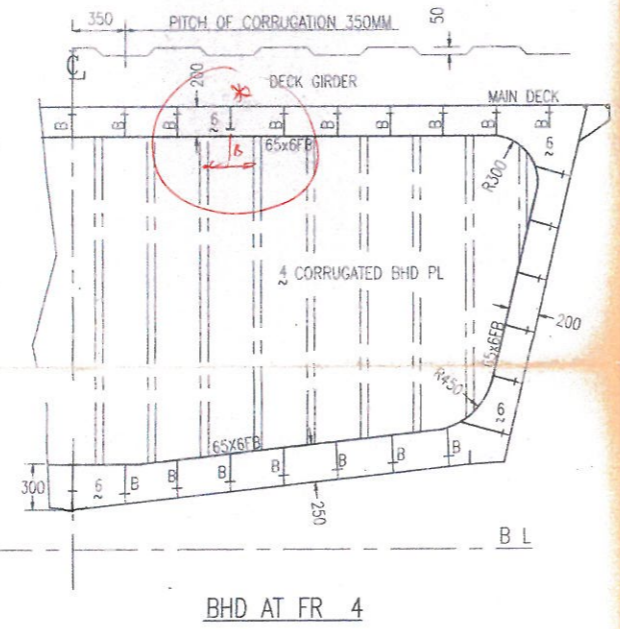 350
PITCH OF CORRUGATION 350MM
50
C L
200
DECK GIRDER
MAIN DECK
B B B 6 B B B B B B
6
B
65x6FB
R300
4 CORRUGATED BHD PL
200
65x6FB
R450
65X6FB
6
300
6 B B B B B B B
250
B L
BHD AT FR 4